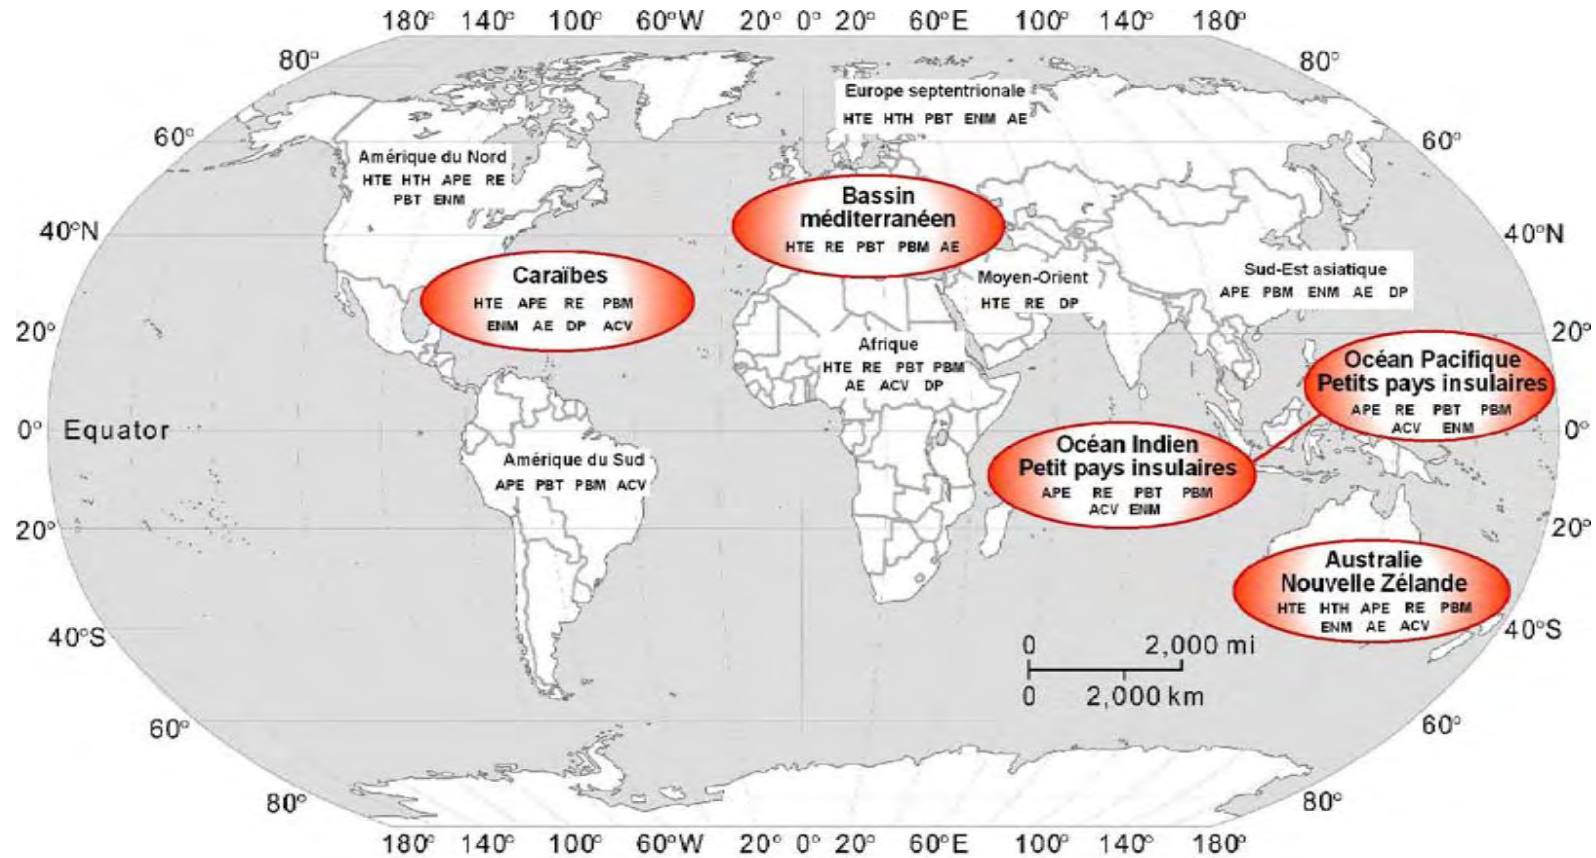 180° 140° 100° 60°W 20° 0° 20° 60°E 100° 140° 180°
80° 80°
Europe septentrionale
HTE HTH PBT ENM AE
60° 60°
Amérique du Nord
HTE HTH APE RE
PBT ENM
Bassin
méditerranéen
HTE RE PBT PBM AE
40°N 40°N
Caraïbes
HTE APE RE PBM
ENM AE DP ACV
Moyen-Orient
HTE RE DP
Sud-Est asiatique
APE PBM ENM AE DP
20° 20°
Afrique
HTE RE PBT PBM
AE ACV DP
Océan Pacifique
Petits pays insulaires
APE RE PBT PBM
ACV ENM
0° Equator 0°
Océan Indien
Petit pays insulaires
APE RE PBT PBM
ACV ENM
Amérique du Sud
APE PBT PBM ACV
20° 20°
Australie
Nouvelle Zélande
HTE HTH APE RE PBM
ENM AE ACV
40°S 40°S
0 2,000 mi
0 2,000 km
60° 60°
80° 80°
180° 140° 100° 60°W 20° 0° 20° 60°E 100° 140° 180°